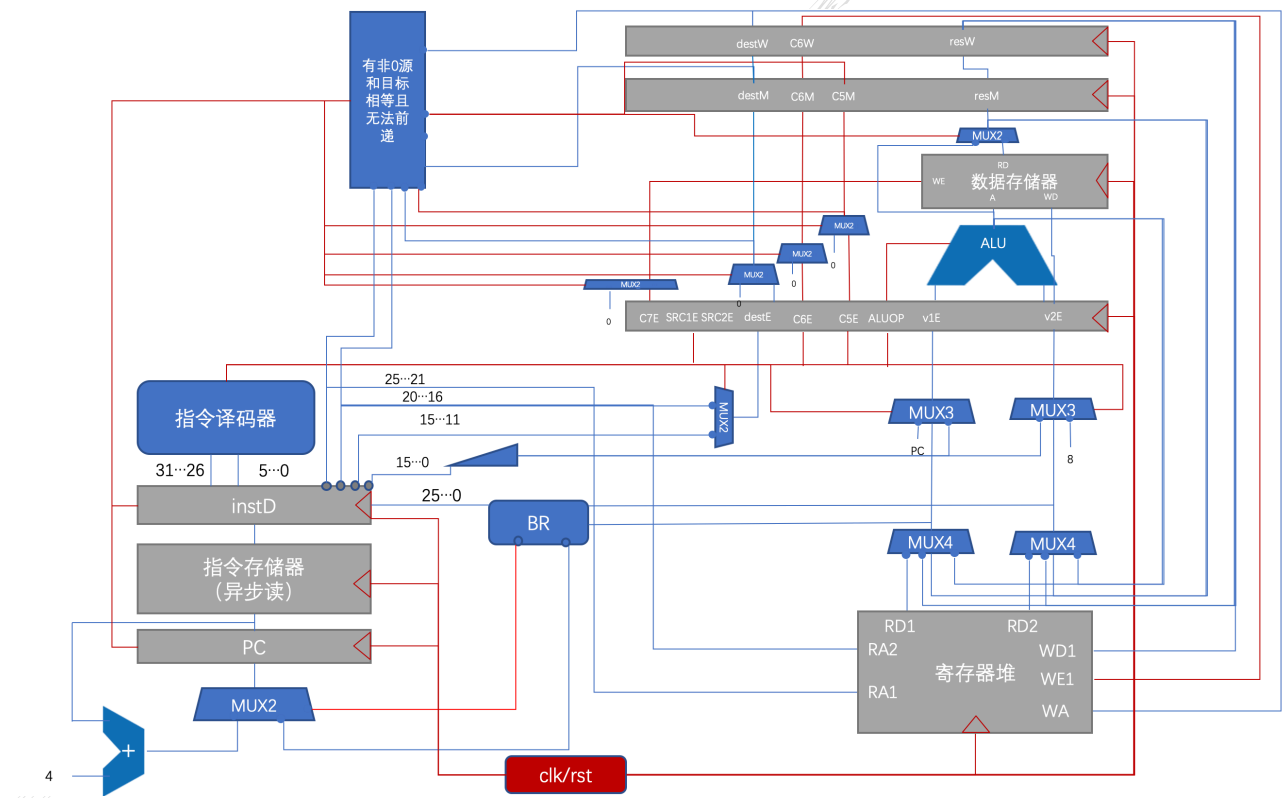 destW C6W resW
有非0源
和目标
相等且
无法前
递
destM C6M C5M resM
MUX2
RD
WE 数据存储器
A WD
MUX2
ALU
MUX2
0
MUX2
0
MUX2
0
0
C7E SRC1E SRC2E destE C6E C5E ALUOP v1E v2E
25…21
20…16
指令译码器
MUX2
MUX3 MUX3
15…11
PC
8
31…26 5…0
15…0
25…0
instD
BR
MUX4 MUX4
指令存储器
（异步读）
RD1 RD2
PC
RA2 WD1
寄存器堆
WE1
RA1
MUX2
WA
+
4
clk/rst